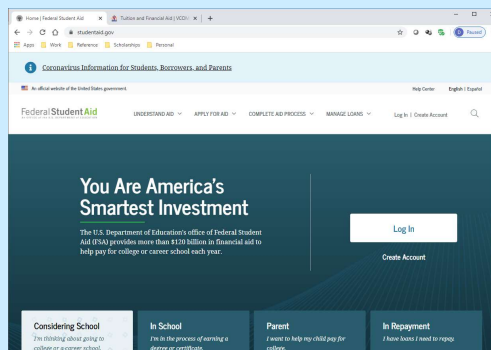 Home | Federal Student Aid
Tuition and Financial Aid | VCOM
studentaid.gov
Paused
Apps Work Reference Scholarships Personal
Coronavirus Information for Students, Borrowers, and Parents
An official website of the United States government.
Help Center English | Español
Federal Student Aid
UNDERSTAND AID APPLY FOR AID COMPLETE AID PROCESS MANAGE LOANS Log In | Create Account
You Are America's
Smartest Investment
The U.S. Department of Education's office of Federal Student
Aid (FSA) provides more than $120 billion in financial aid to
help pay for college or career school each year.
Log In
Create Account
Considering School
I'm thinking about going to
college or a career school.
In School
I'm in the process of earning a
degree or certificate.
Parent
I want to help my child pay for
college.
In Repayment
I have loans I need to repay.